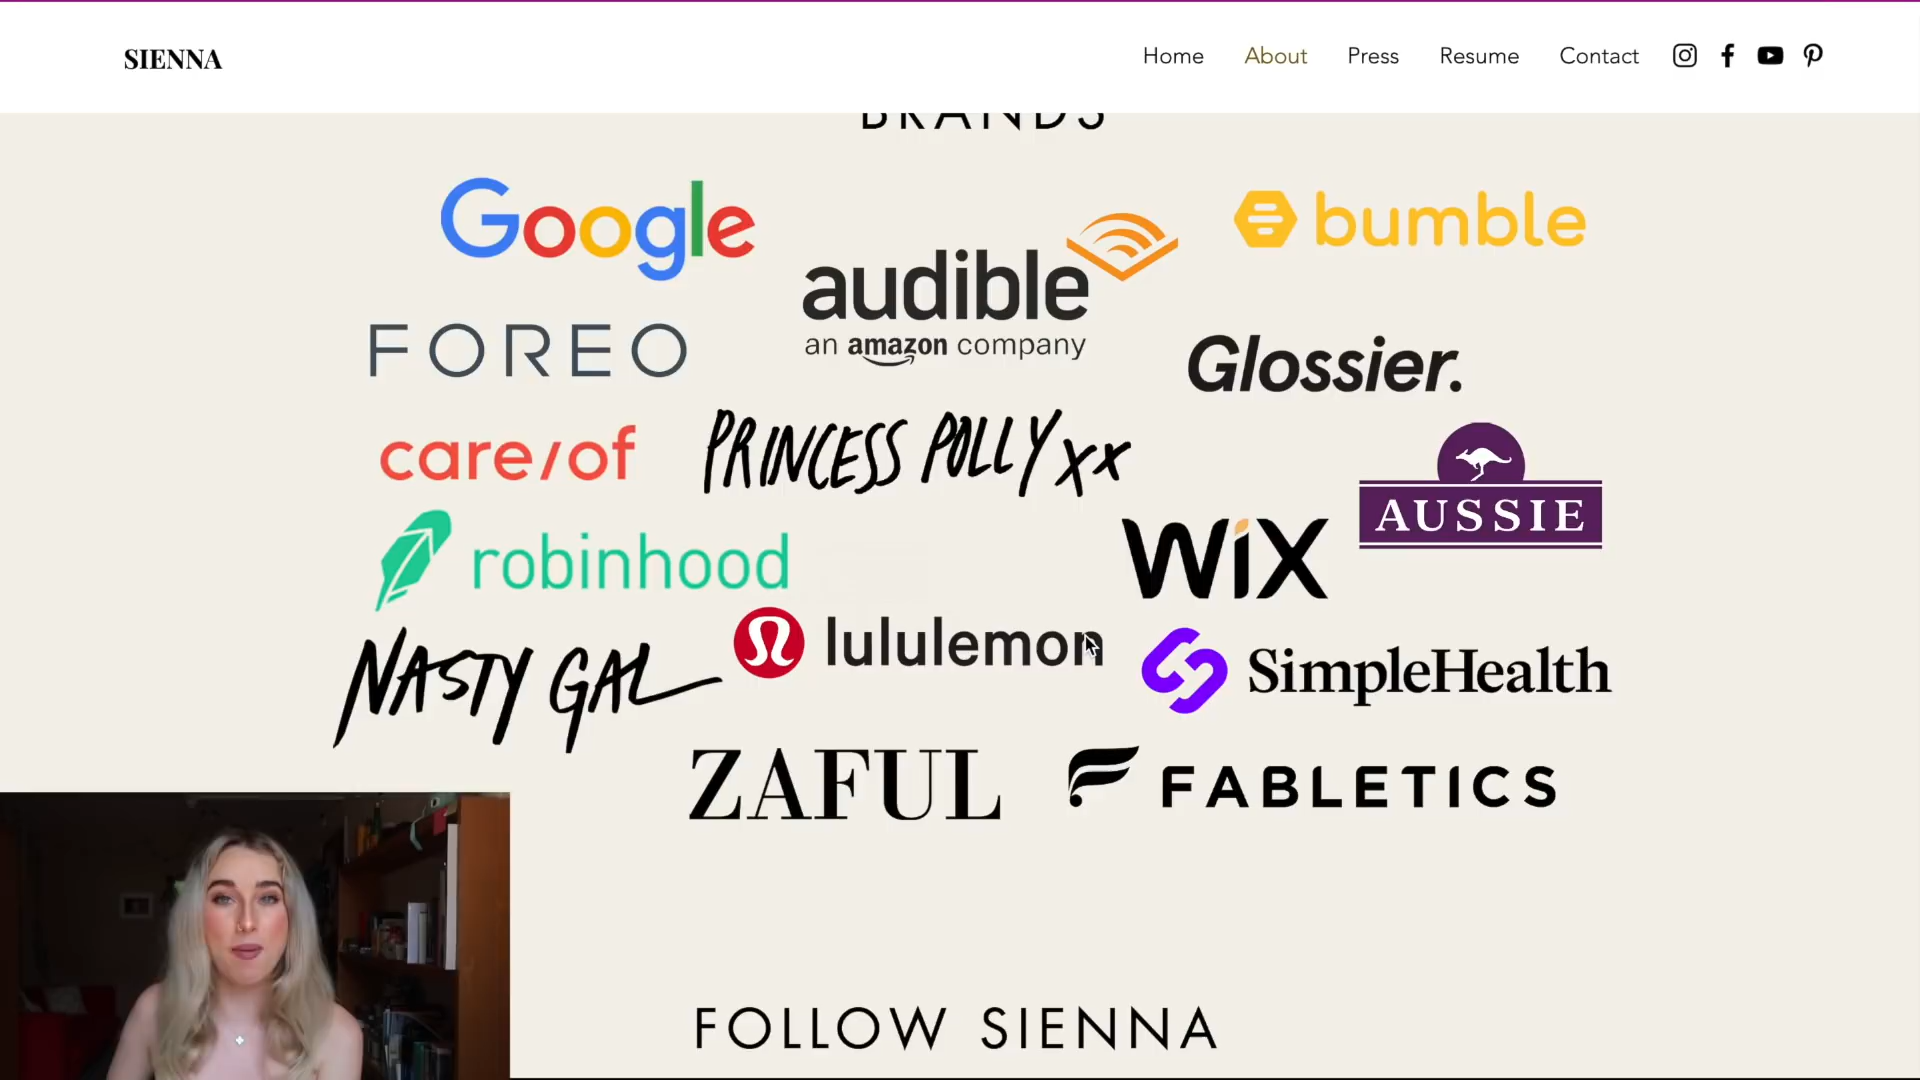 SIENNA
Home About Press Resume Contact
BRANDS
Google
audible
an amazon company
bumble
FOREO
Glossier.
care/of
PRINCESS POLLY xx
AUSSIE
robinhood
WiX
NASTY GAL
lululemon
SimpleHealth
ZAFUL
FABLETICS
FOLLOW SIENNA